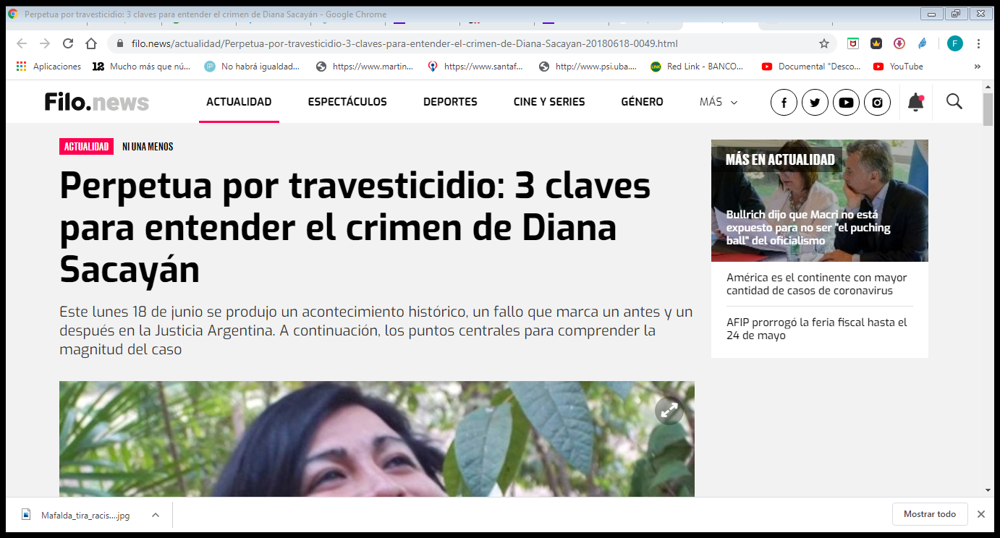 Perpetua por travesticidio: 3 claves para entender el crimen de Diana Sacayán - Google Chrome
filo.news/actualidad/Perpetua-por-travesticidio-3-claves-para-entender-el-crimen-de-Diana-Sacayan-20180618-0049.html
F
Aplicaciones
12 Mucho más que nú...
No habrá igualdad...
https://www.martin...
https://www.santaf...
http://www.psi.uba....
LINK Red Link - BANCO...
Documental "Desco...
YouTube
»
Filo.news
ACTUALIDAD
ESPECTÁCULOS
DEPORTES
CINE Y SERIES
GÉNERO
MÁS
ACTUALIDAD NI UNA MENOS
Perpetua por travesticidio: 3 claves
para entender el crimen de Diana
Sacayán
Este lunes 18 de junio se produjo un acontecimiento histórico, un fallo que marca un antes y un
después en la Justicia Argentina. A continuación, los puntos centrales para comprender la
magnitud del caso
MÁS EN ACTUALIDAD
Bullrich dijo que Macri no está
expuesto para no ser "el puching
ball" del oficialismo
América es el continente con mayor
cantidad de casos de coronavirus
AFIP prorrogó la feria fiscal hasta el
24 de mayo
Mafalda_tira_racis....jpg
Mostrar todo